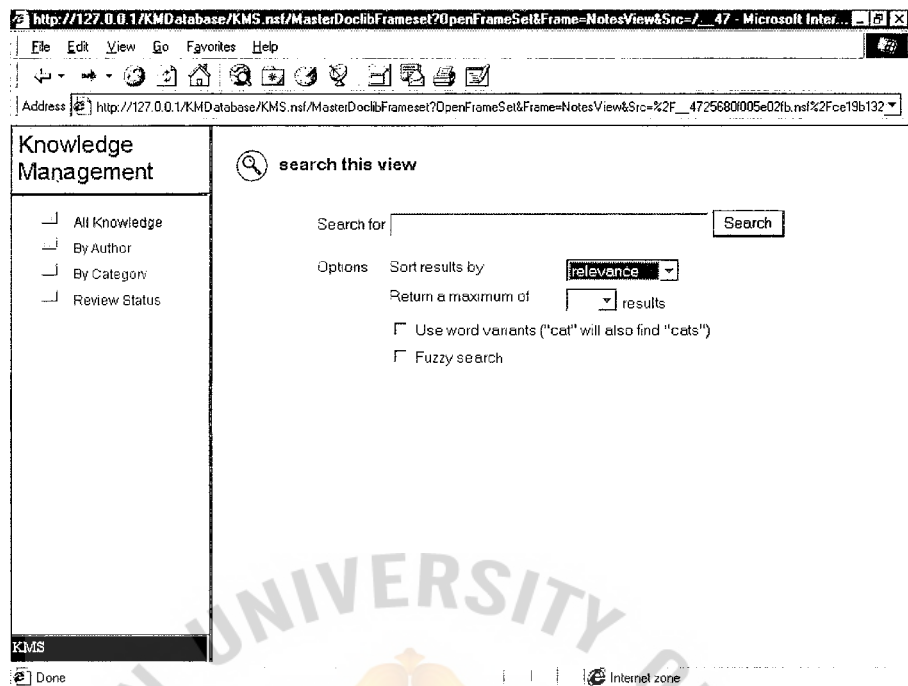 http://127.0.0.1/KMDatabase/KMS.nsf/MasterDoclibFrameset?OpenFrameSet&Frame=NotesView&Src=/__47 - Microsoft Inter...
File Edit View Go Favorites Help
Address http://127.0.0.1/KMDatabase/KMS.nsf/MasterDoclibFrameset?OpenFrameSet&Frame=NotesView&Src=%2F__4725680f005e02fb.nsf%2Fce19b132
Knowledge
Management
All Knowledge
By Author
By Category
Review Status
search this view
Search for Search
Options Sort results by relevance
Return a maximum of results
Use word variants ("cat" will also find "cats")
Fuzzy search
UNIVERSITY
KMS
Done Internet zone